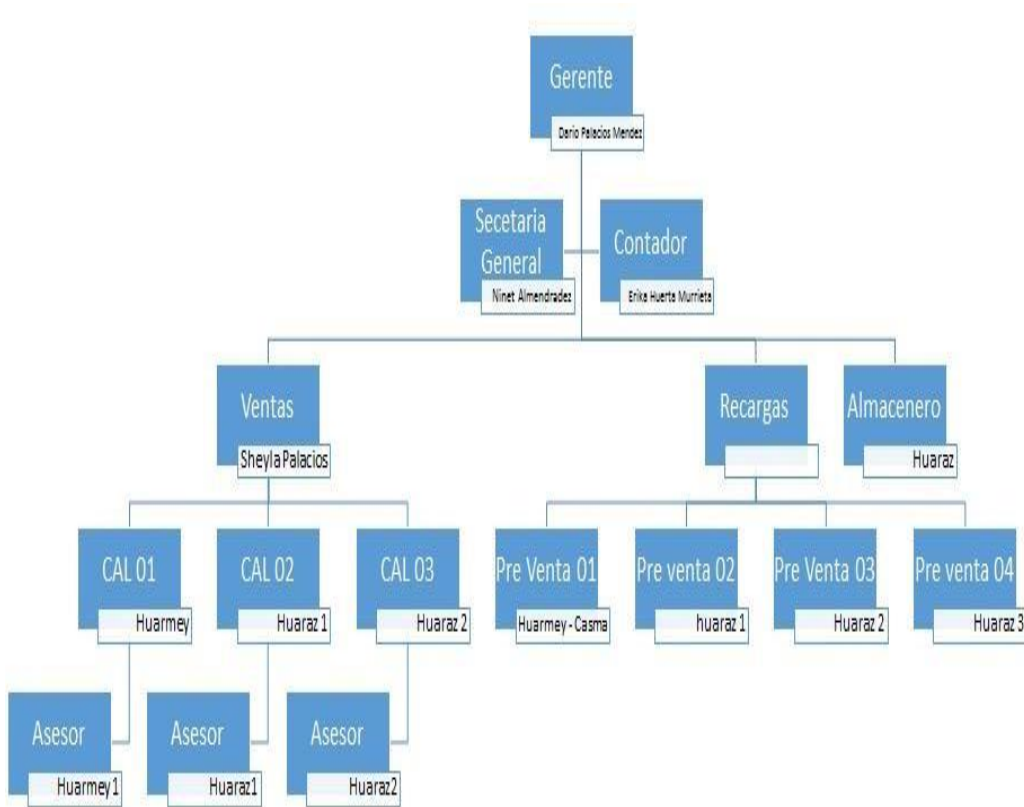 Gerente
Dario Palacios Mendez
Secetaria
General
Ninet Almendradez
Contador
Erika Huerta Murrieta
Ventas
Sheyla Palacios
Recargas
Almacenero
Huaraz
CAL 01
Huarmey
CAL 02
Huaraz 1
CAL 03
Huaraz 2
Pre Venta 01
Huarmey - Casma
Pre venta 02
huaraz 1
Pre Venta 03
Huaraz 2
Pre venta 04
Huaraz 3
Asesor
Huarmey 1
Asesor
Huaraz1
Asesor
Huaraz2